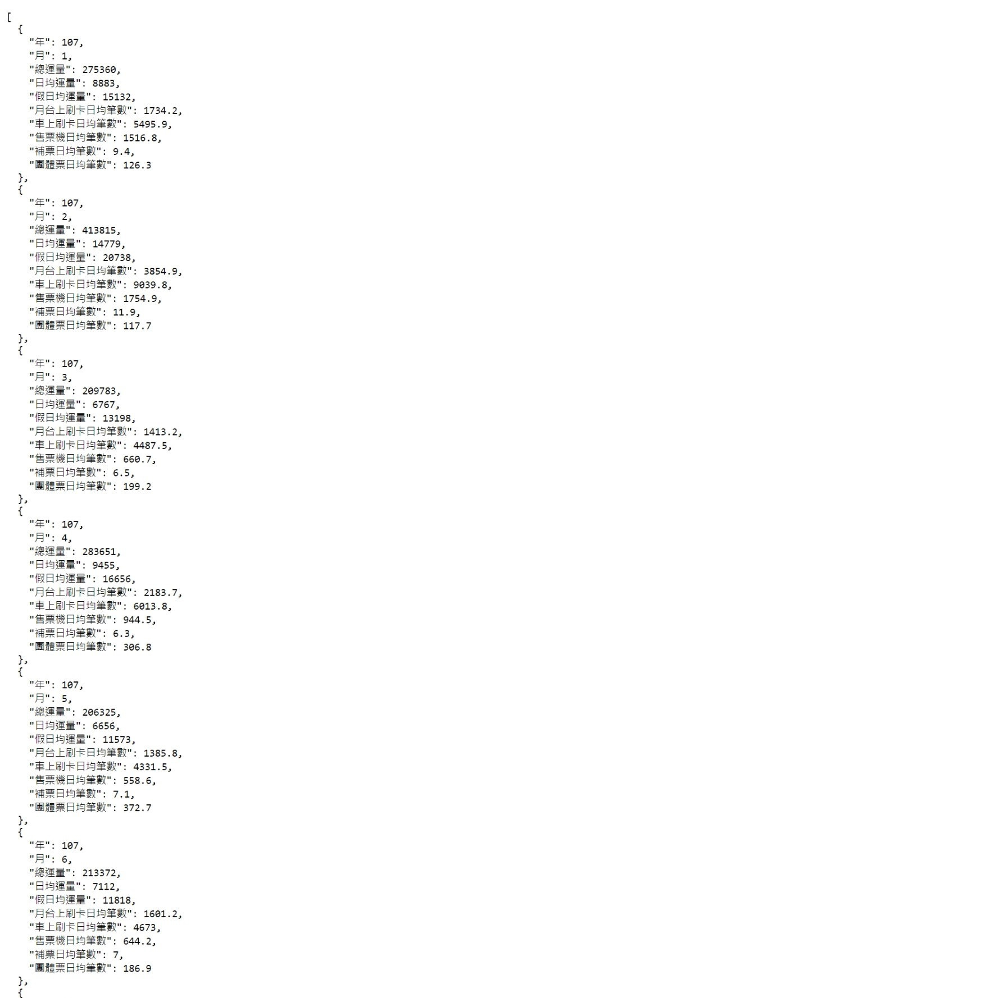 [
{
"年": 107,
"月": 1,
"總運量": 275360,
"日均運量": 8883,
"假日均運量": 15132,
"月台上刷卡日均筆數": 1734.2,
"車上刷卡日均筆數": 5495.9,
"售票機日均筆數": 1516.8,
"補票日均筆數": 9.4,
"團體票日均筆數": 126.3
},
{
"年": 107,
"月": 2,
"總運量": 413815,
"日均運量": 14779,
"假日均運量": 20738,
"月台上刷卡日均筆數": 3854.9,
"車上刷卡日均筆數": 9039.8,
"售票機日均筆數": 1754.9,
"補票日均筆數": 11.9,
"團體票日均筆數": 117.7
},
{
"年": 107,
"月": 3,
"總運量": 209783,
"日均運量": 6767,
"假日均運量": 13198,
"月台上刷卡日均筆數": 1413.2,
"車上刷卡日均筆數": 4487.5,
"售票機日均筆數": 660.7,
"補票日均筆數": 6.5,
"團體票日均筆數": 199.2
},
{
"年": 107,
"月": 4,
"總運量": 283651,
"日均運量": 9455,
"假日均運量": 16656,
"月台上刷卡日均筆數": 2183.7,
"車上刷卡日均筆數": 6013.8,
"售票機日均筆數": 944.5,
"補票日均筆數": 6.3,
"團體票日均筆數": 306.8
},
{
"年": 107,
"月": 5,
"總運量": 206325,
"日均運量": 6656,
"假日均運量": 11573,
"月台上刷卡日均筆數": 1385.8,
"車上刷卡日均筆數": 4331.5,
"售票機日均筆數": 558.6,
"補票日均筆數": 7.1,
"團體票日均筆數": 372.7
},
{
"年": 107,
"月": 6,
"總運量": 213372,
"日均運量": 7112,
"假日均運量": 11818,
"月台上刷卡日均筆數": 1601.2,
"車上刷卡日均筆數": 4673,
"售票機日均筆數": 644.2,
"補票日均筆數": 7,
"團體票日均筆數": 186.9
},
{